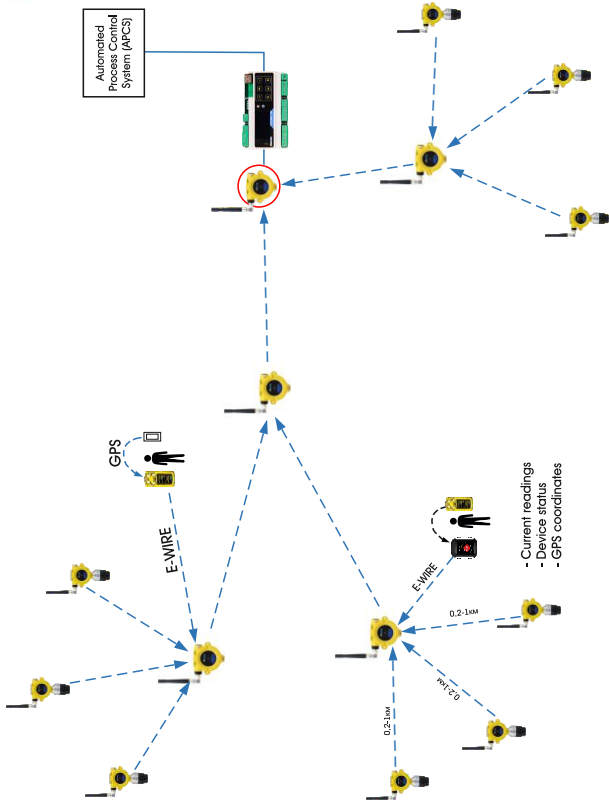 Automated
Process Control
System (APCS)
GPS
E-WIRE
E-WIRE
- Current readings
- Device status
- GPS coordinates
0,2-1км
0,2-1км
0,2-1км